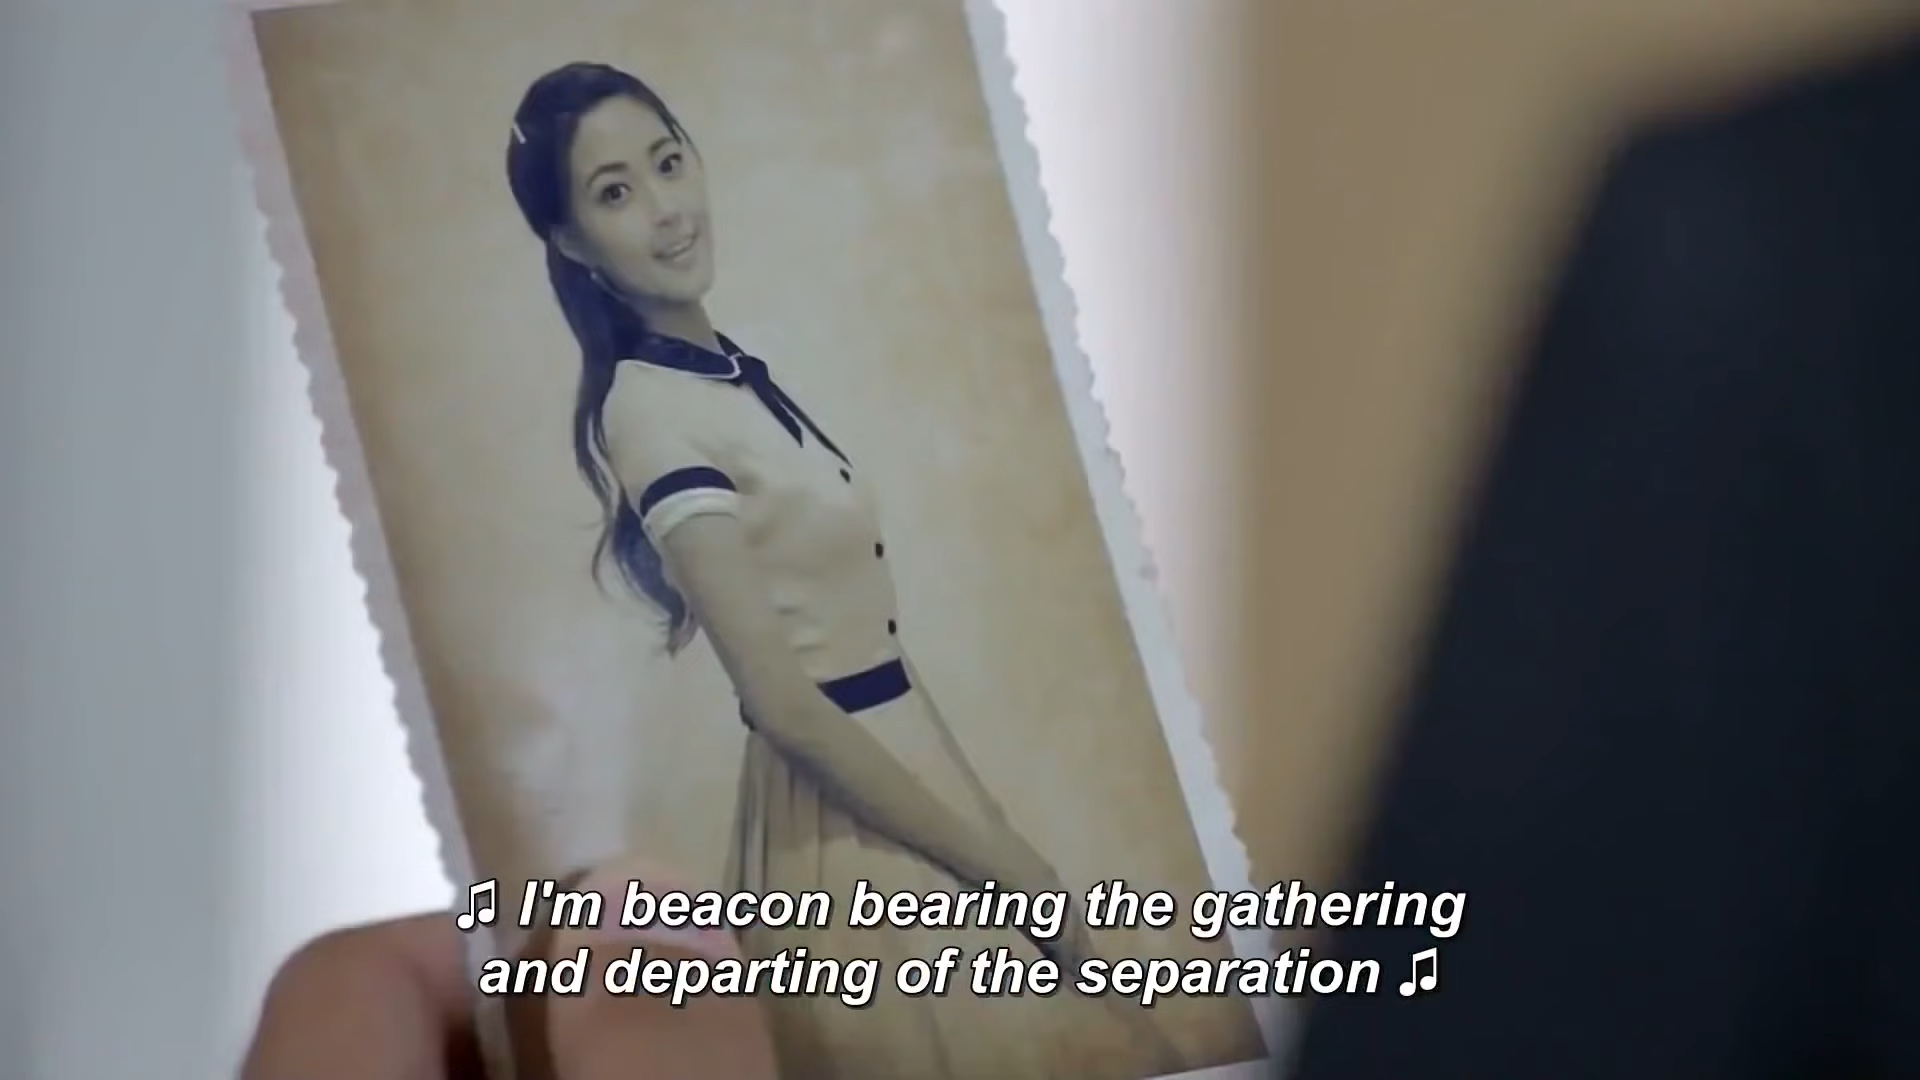 ♫ I'm beacon bearing the gathering
and departing of the separation ♫